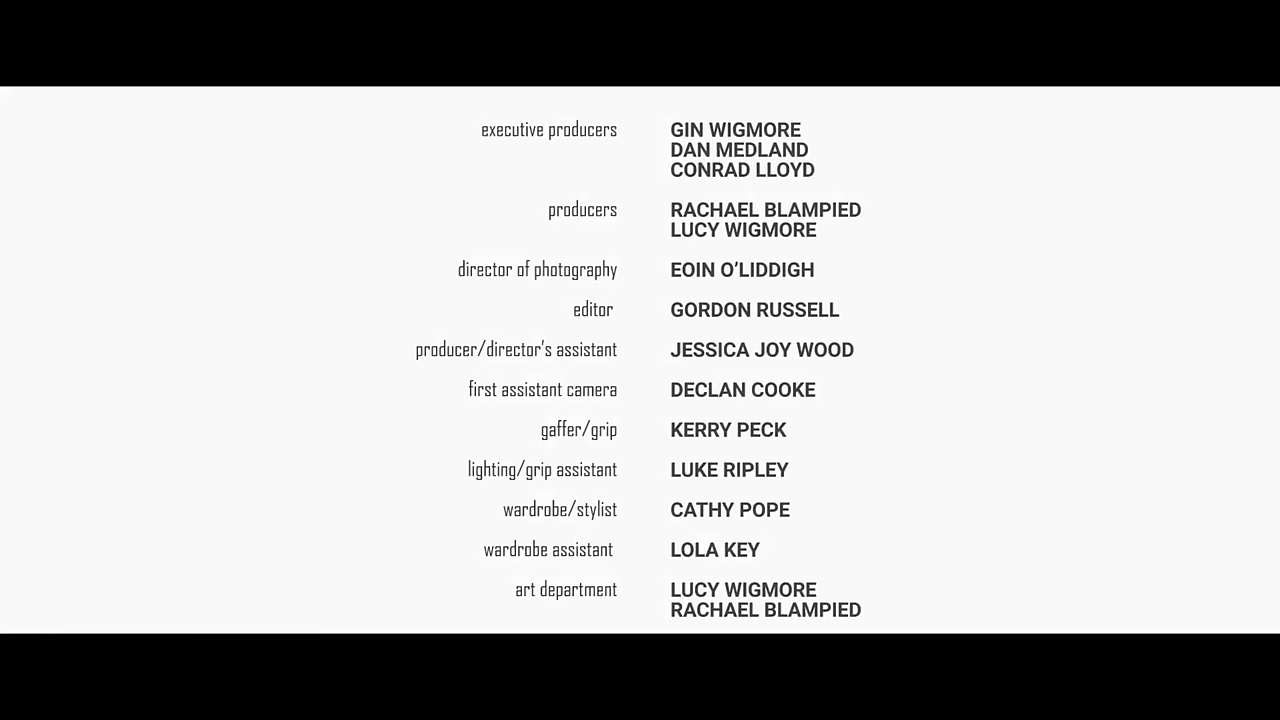 executive producers GIN WIGMORE
DAN MEDLAND
CONRAD LLOYD
producers RACHAEL BLAMPIED
LUCY WIGMORE
director of photography EOIN O’LIDDIGH
editor GORDON RUSSELL
producer/director’s assistant JESSICA JOY WOOD
first assistant camera DECLAN COOKE
gaffer/grip KERRY PECK
lighting/grip assistant LUKE RIPLEY
wardrobe/stylist CATHY POPE
wardrobe assistant LOLA KEY
art department LUCY WIGMORE
RACHAEL BLAMPIED